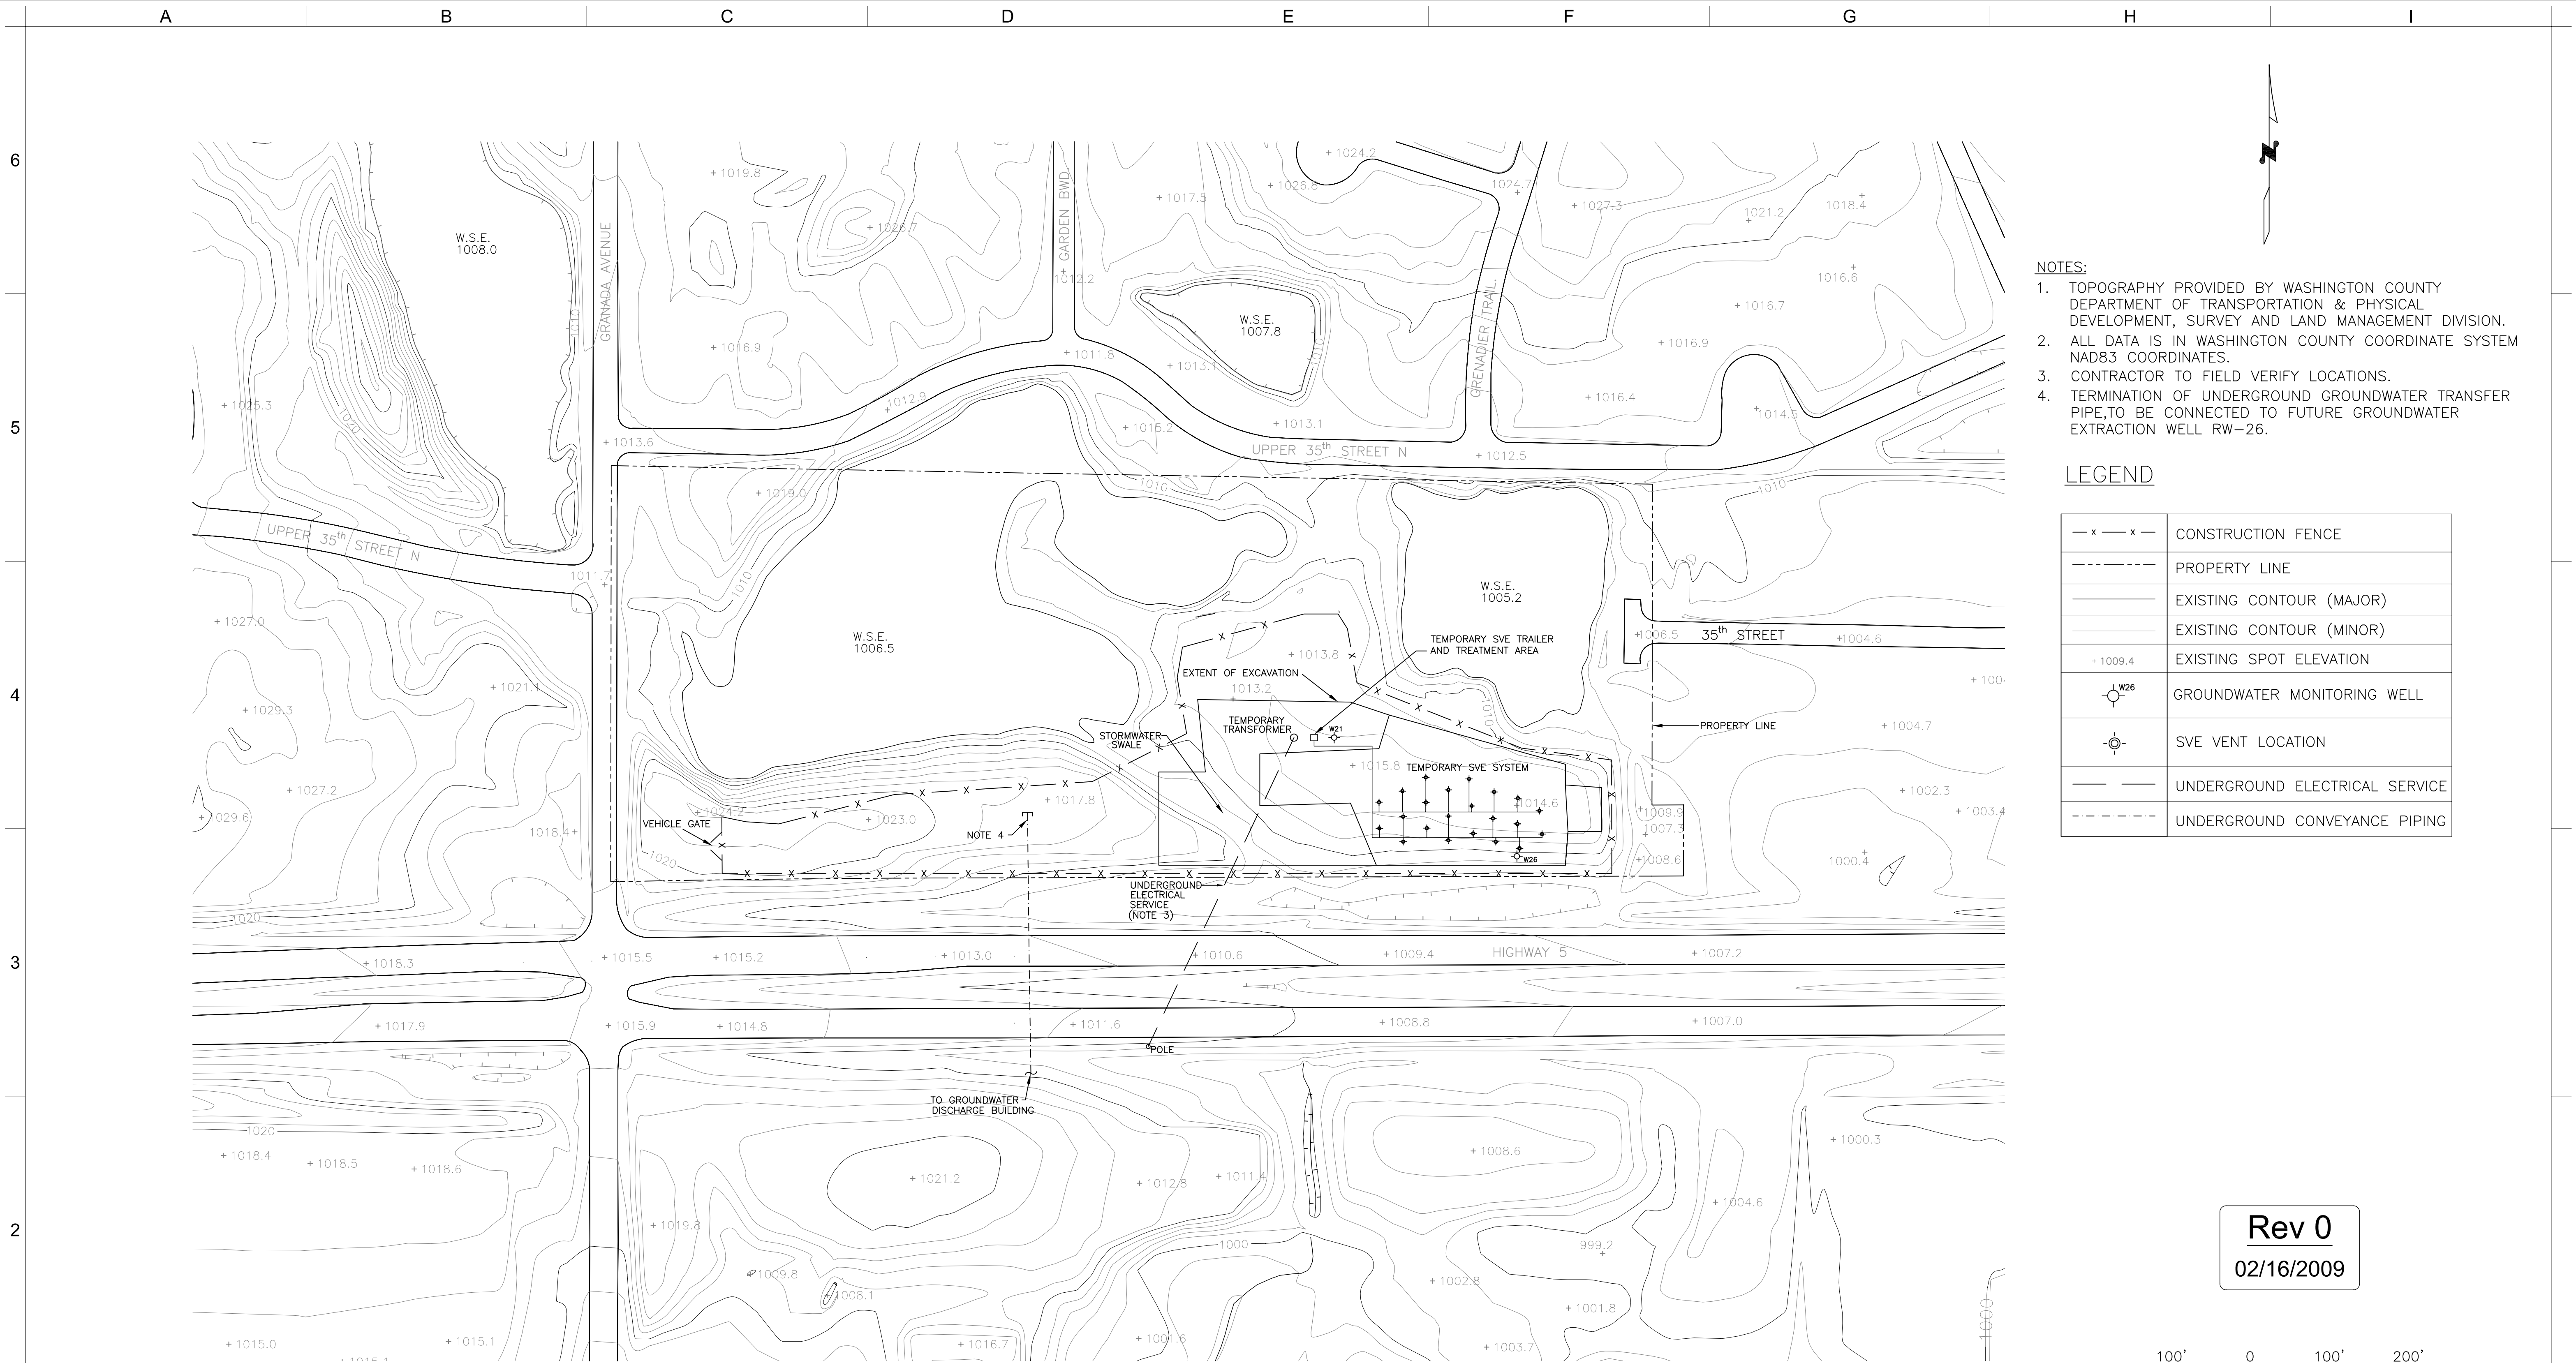 A B C D E F G H I
6
5
4
3
2
NOTES:
1. TOPOGRAPHY PROVIDED BY WASHINGTON COUNTY
DEPARTMENT OF TRANSPORTATION & PHYSICAL
DEVELOPMENT, SURVEY AND LAND MANAGEMENT DIVISION.
2. ALL DATA IS IN WASHINGTON COUNTY COORDINATE SYSTEM
NAD83 COORDINATES.
3. CONTRACTOR TO FIELD VERIFY LOCATIONS.
4. TERMINATION OF UNDERGROUND GROUNDWATER TRANSFER
PIPE,TO BE CONNECTED TO FUTURE GROUNDWATER
EXTRACTION WELL RW-26.
LEGEND
x x CONSTRUCTION FENCE
PROPERTY LINE
EXISTING CONTOUR (MAJOR)
EXISTING CONTOUR (MINOR)
+ 1009.4 EXISTING SPOT ELEVATION
W26 GROUNDWATER MONITORING WELL
SVE VENT LOCATION
UNDERGROUND ELECTRICAL SERVICE
UNDERGROUND CONVEYANCE PIPING
Rev 0
02/16/2009
100' 0 100' 200'
GRANADA AVENUE
GARDEN BWD.
GRENADIER TRAIL.
UPPER 35th STREET N
UPPER 35th STREET N
35th STREET
HIGHWAY 5
W.S.E.
1008.0
W.S.E.
1007.8
W.S.E.
1006.5
W.S.E.
1005.2
TEMPORARY SVE TRAILER
AND TREATMENT AREA
EXTENT OF EXCAVATION
TEMPORARY
TRANSFORMER
W21
STORMWATER
SWALE
TEMPORARY SVE SYSTEM
PROPERTY LINE
VEHICLE GATE
NOTE 4
W26
UNDERGROUND
ELECTRICAL
SERVICE
(NOTE 3)
POLE
TO GROUNDWATER
DISCHARGE BUILDING
+ 1019.8
+ 1026.7
+ 1024.2
+ 1026.8
+ 1017.5
1024.7
+ 1027.3
1021.2
1018.4
1012.2
1016.6
+ 1016.7
+ 1016.9
+ 1016.9
+ 1011.8
+ 1013.1
1010
1010
+ 1025.3
1020
+ 1012.9
+ 1016.4
1014.5
+ 1013.6
+ 1015.2
+ 1013.1
+ 1012.5
+ 1019.0
1010
1010
1010
1011.7
+ 1027.0
+ 1013.8
+ 1006.5
+ 1004.6
+ 1021.1
1013.2
+ 1029.3
1010
+ 1004.7
+ 1015.8
+ 1027.2
+ 1017.8
+ 1014.6
+ 1002.3
+ 1024.2
+ 1023.0
+ 1009.9
+ 1003.4
+ 1029.6
1018.4 +
1007.3
1020
+ 1008.6
1000.4
1020
+ 1018.3
+ 1015.5
+ 1015.2
+ 1013.0
+ 1010.6
+ 1009.4
+ 1007.2
+ 1017.9
+ 1015.9
+ 1014.8
+ 1011.6
+ 1008.8
+ 1007.0
1020
+ 1018.4
+ 1018.5
+ 1018.6
+ 1021.2
+ 1012.8
+ 1011.4
+ 1008.6
+ 1000.3
+ 1004.6
+ 1019.8
1000
999.2
+ 1009.8
+ 1008.1
+ 1002.8
+ 1001.8
1000
+ 1015.0
+ 1015.1
+ 1016.7
+ 1001.6
+ 1003.7